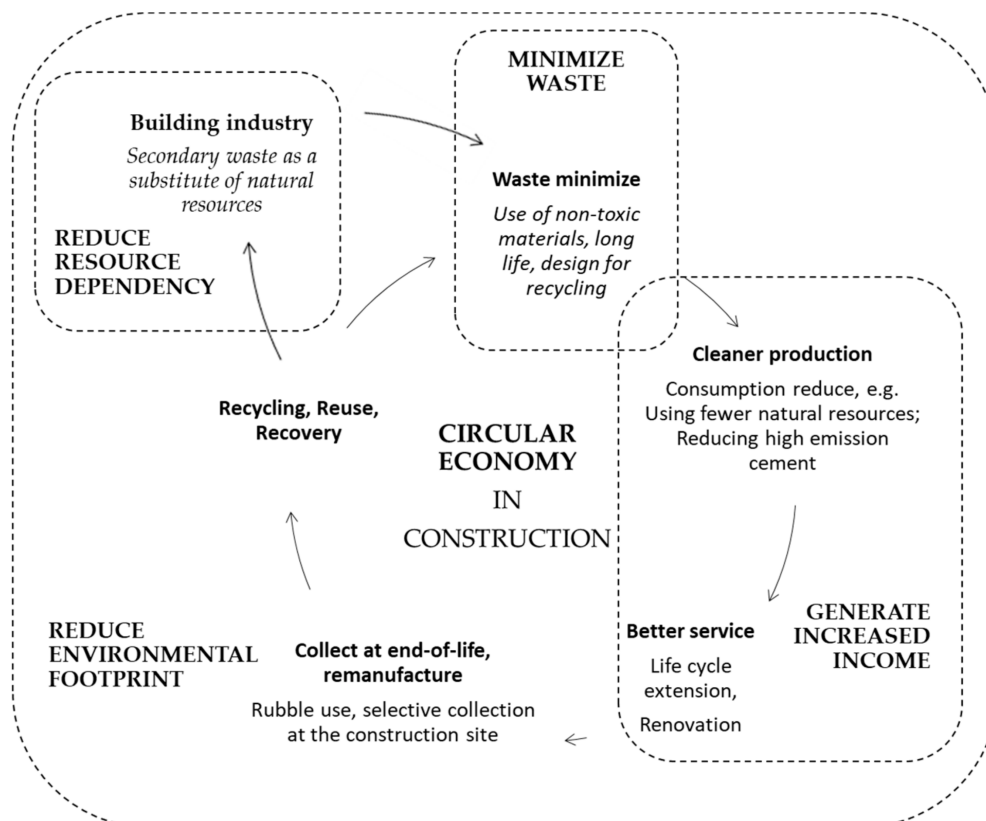 MINIMIZE
WASTE
Building industry
Secondary waste as a
substitute of natural
resources
REDUCE
RESOURCE
DEPENDENCY
Waste minimize
Use of non-toxic
materials, long
life, design for
recycling
Cleaner production
Consumption reduce, e.g.
Using fewer natural resources;
Reducing high emission
cement
Recycling, Reuse,
Recovery
CIRCULAR
ECONOMY
IN
CONSTRUCTION
REDUCE
ENVIRONMENTAL
FOOTPRINT
Collect at end-of-life,
remanufacture
Rubble use, selective collection
at the construction site
Better service
Life cycle
extension,
Renovation
GENERATE
INCREASED
INCOME